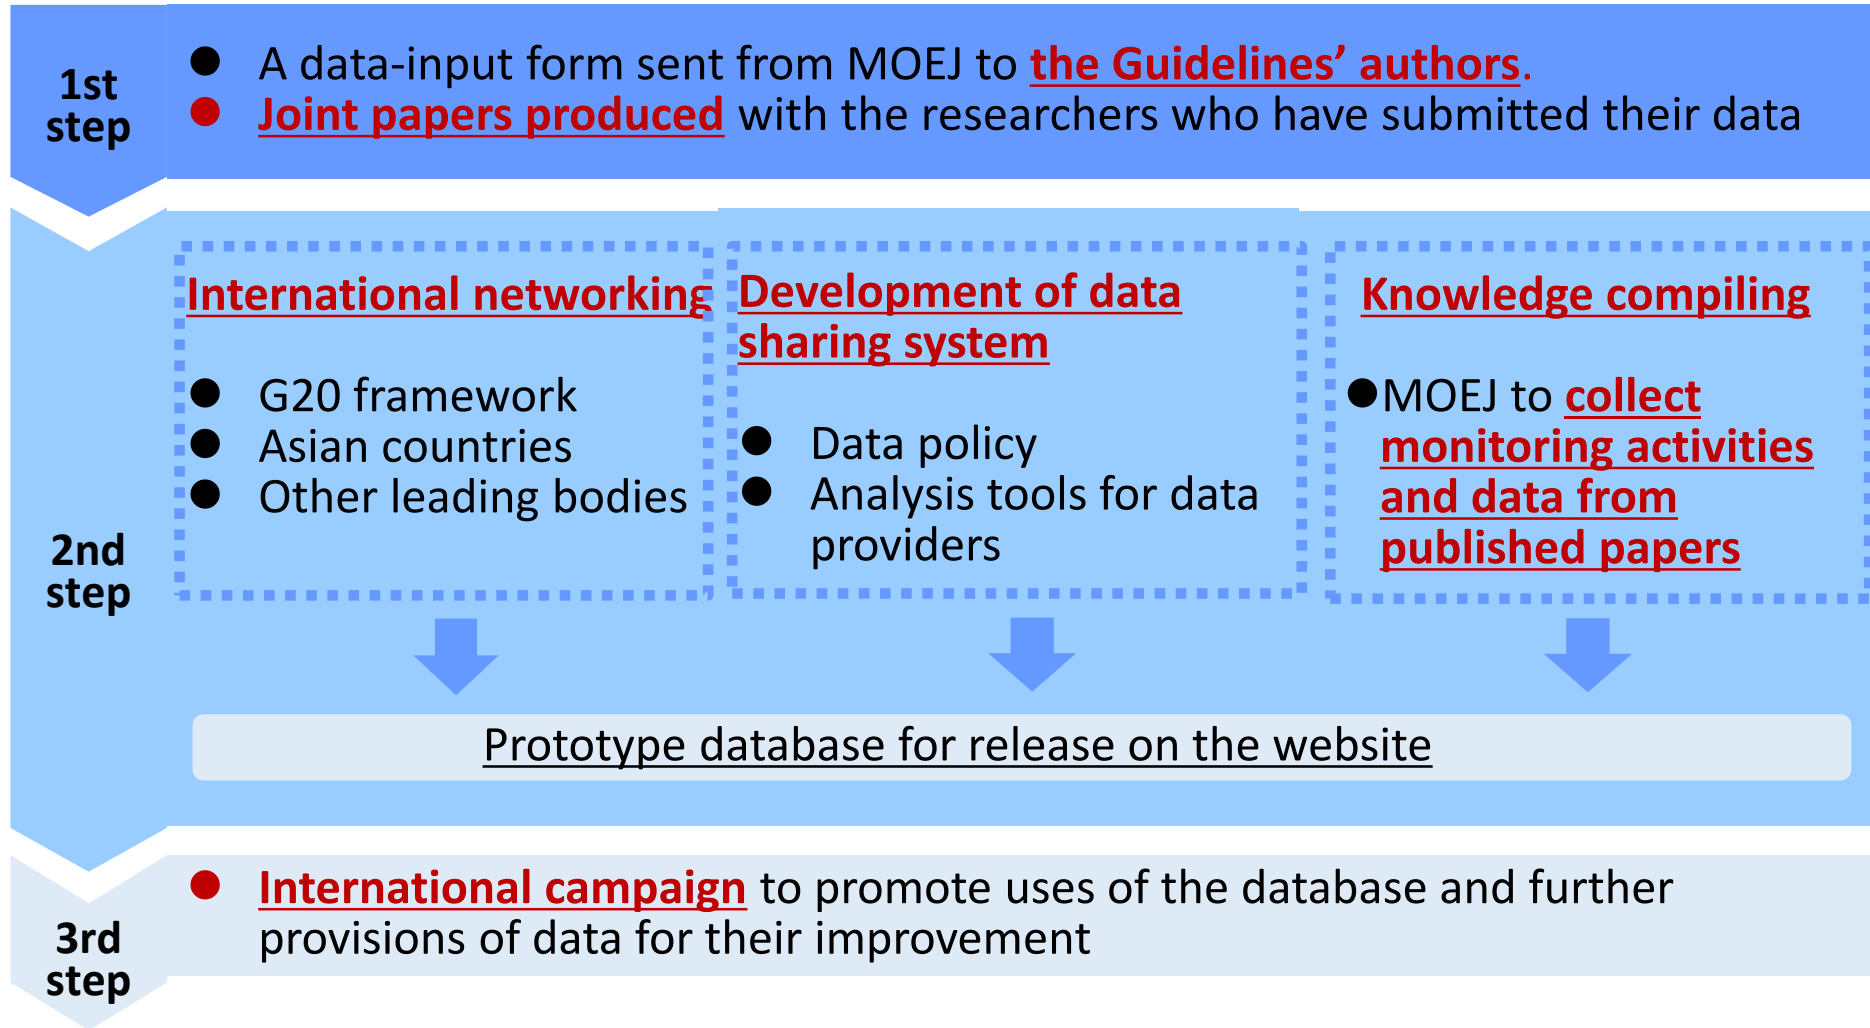 1st
step
● A data-input form sent from MOEJ to the Guidelines’ authors.
● Joint papers produced with the researchers who have submitted their data
2nd
step
International networking
● G20 framework
● Asian countries
● Other leading bodies
Development of data
sharing system
● Data policy
● Analysis tools for data
providers
Knowledge compiling
●MOEJ to collect
monitoring activities
and data from
published papers
Prototype database for release on the website
3rd
step
● International campaign to promote uses of the database and further
provisions of data for their improvement